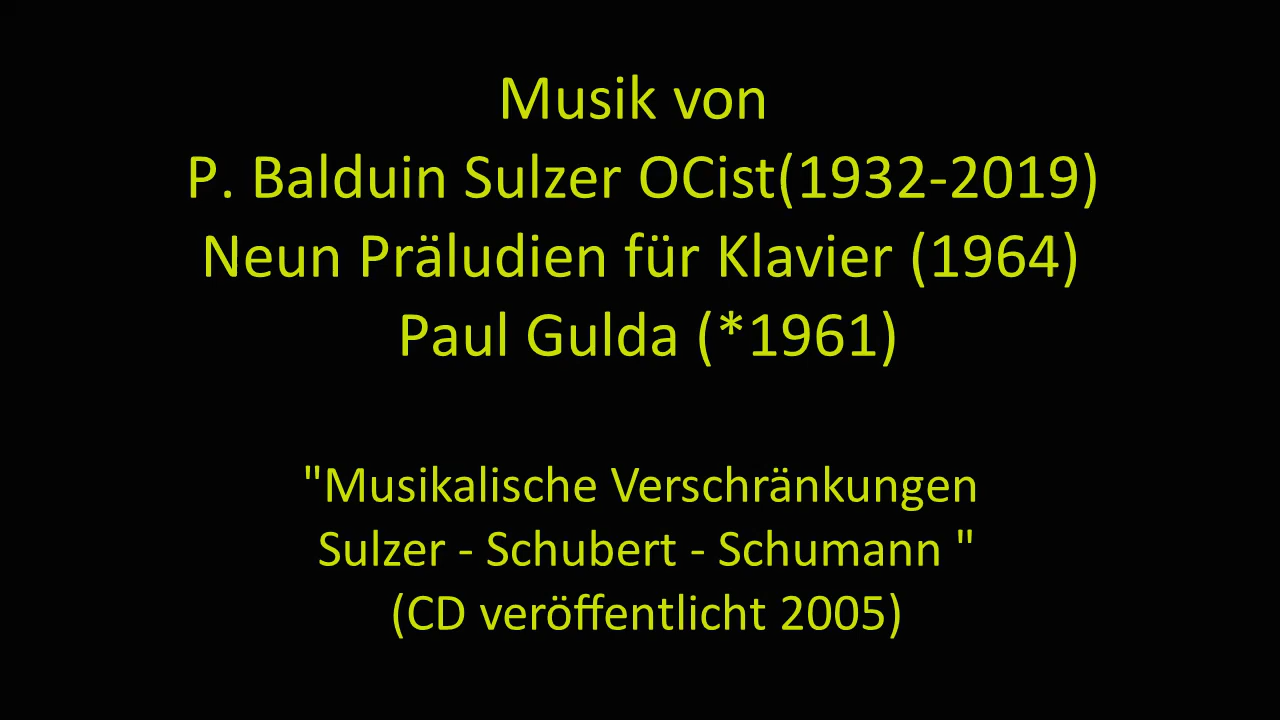 Musik von
P. Balduin Sulzer OCist(1932-2019)
Neun Präludien für Klavier (1964)
Paul Gulda (*1961)
"Musikalische Verschränkungen
Sulzer - Schubert - Schumann "
(CD veröffentlicht 2005)